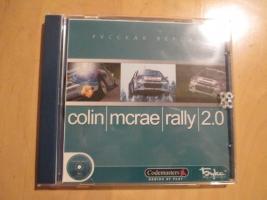 РУССКАЯ ВЕРСИЯ
colin|mcrae|rally|2.0
Codemasters
GENIUS AT PLAY
Бука